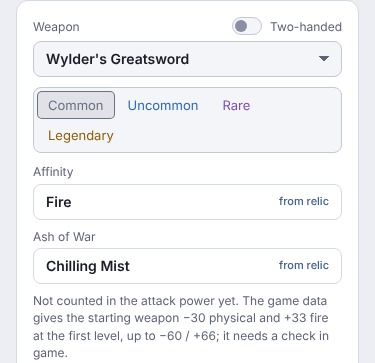 Weapon
Two-handed
Wylder's Greatsword
Common Uncommon Rare
Legendary
Affinity
Fire from relic
Ash of War
Chilling Mist from relic
Not counted in the attack power yet. The game data
gives the starting weapon −30 physical and +33 fire
at the first level, up to −60 / +66; it needs a check in
game.